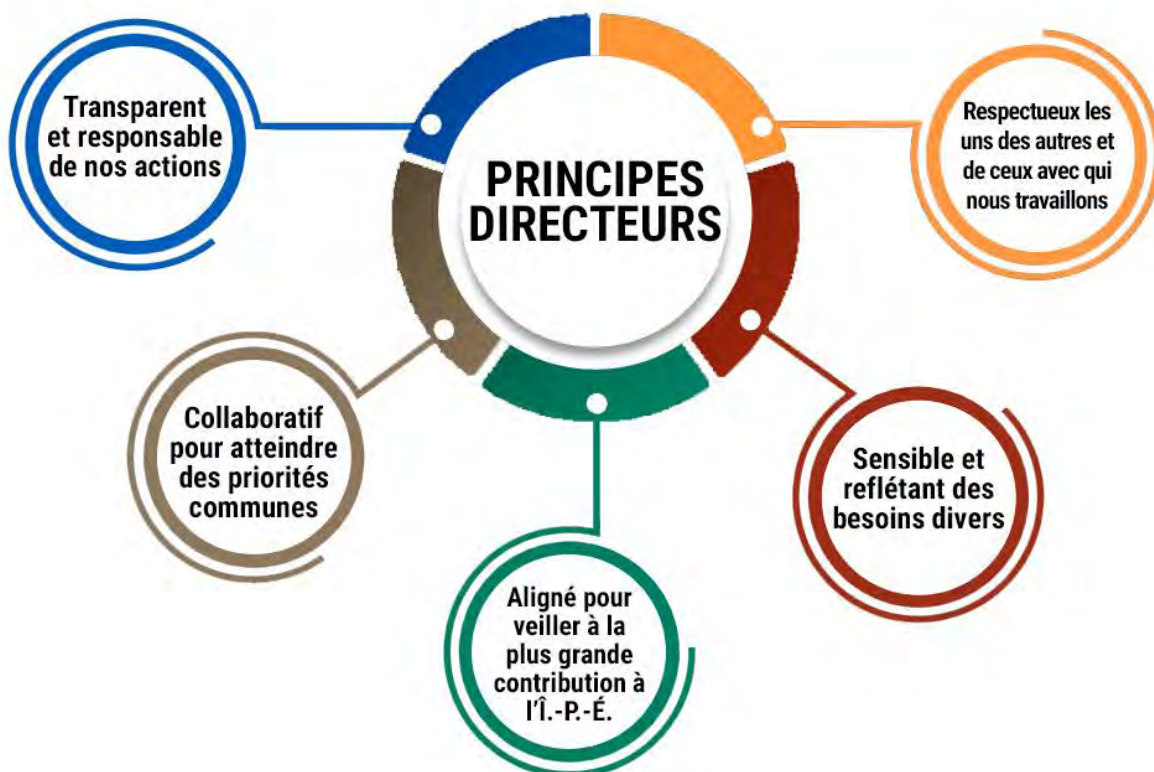 PRINCIPES
DIRECTEURS
Transparent
et responsable
de nos actions
Respectueux les
uns des autres et
de ceux avec qui
nous travaillons
Collaboratif
pour atteindre
des priorités
communes
Sensible et
reflétant des
besoins divers
Aligné pour
veiller à la
plus grande
contribution à
l'Î.-P.-É.